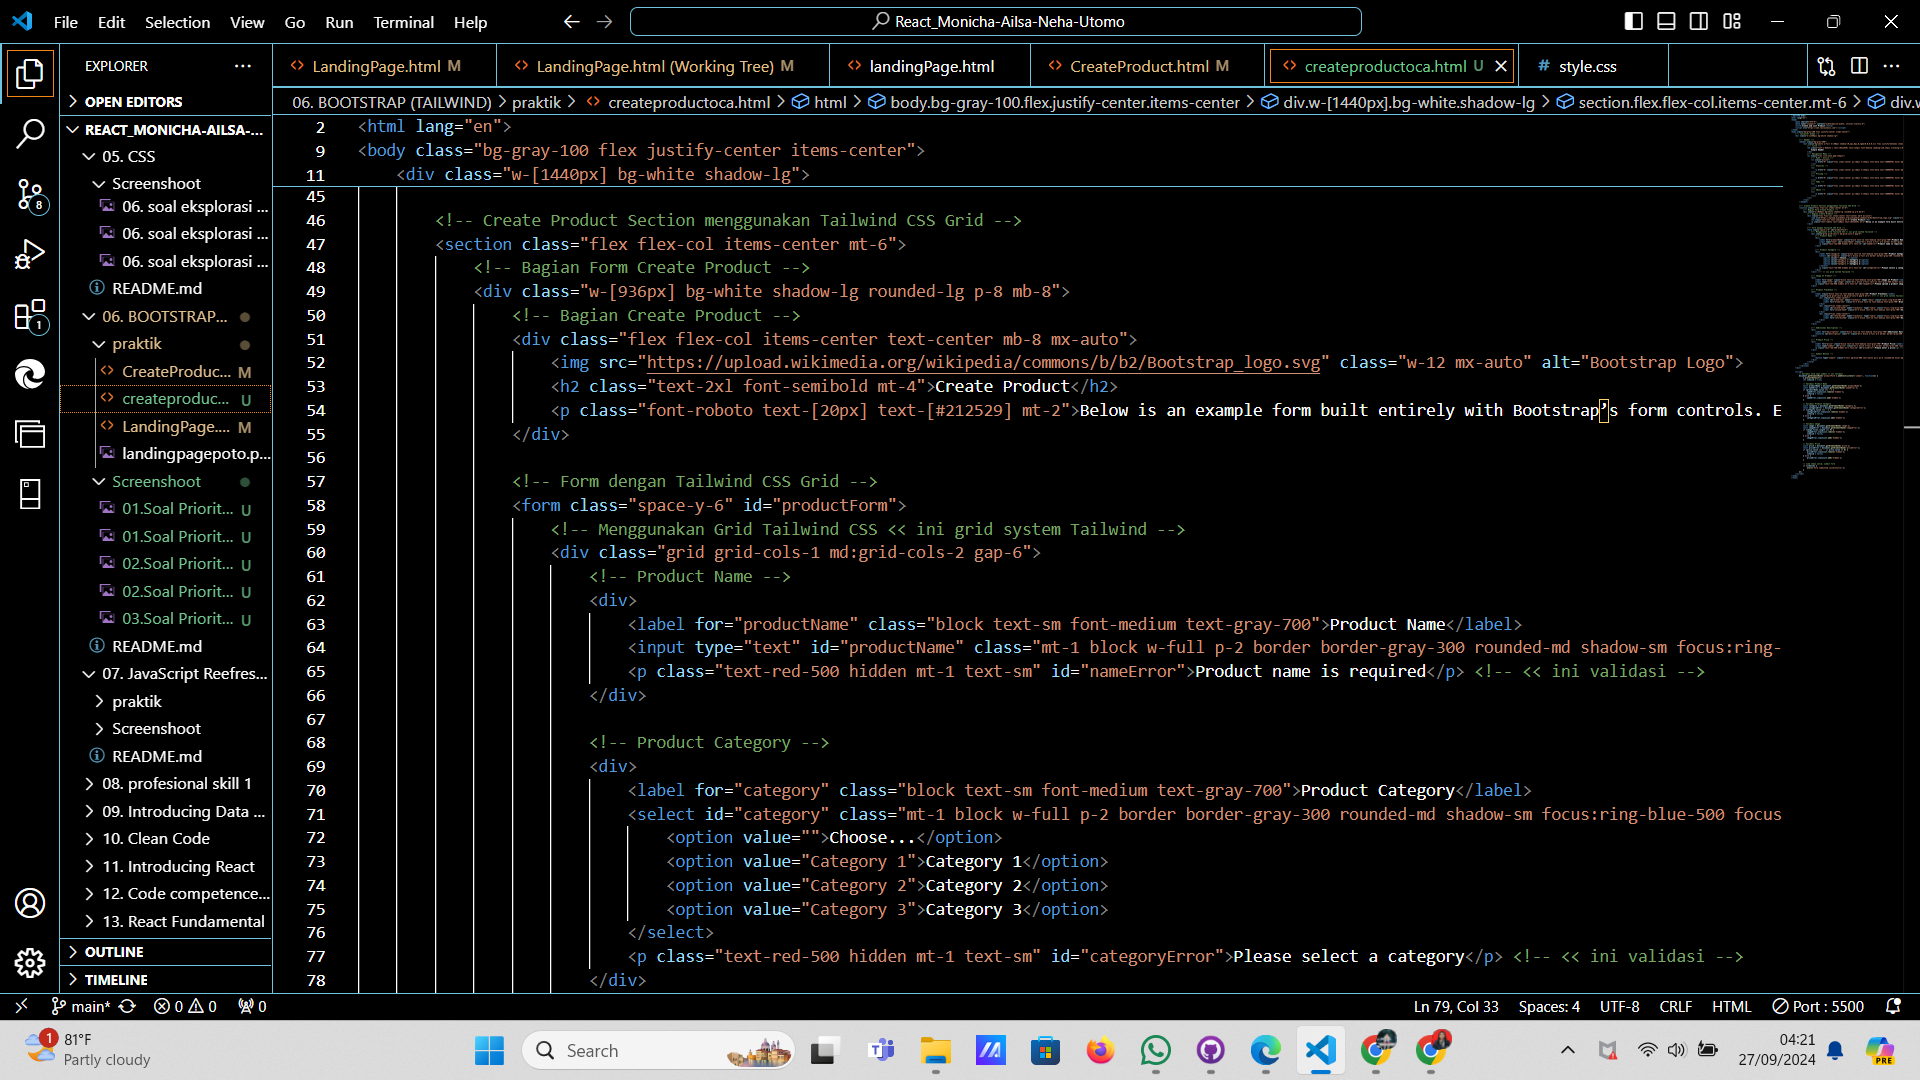 File Edit Selection View Go Run Terminal Help
React_Monicha-Ailsa-Neha-Utomo
EXPLORER
LandingPage.html M
LandingPage.html (Working Tree) M
landingPage.html
CreateProduct.html M
createproductoca.html U
# style.css
06. BOOTSTRAP (TAILWIND) > praktik > createproductoca.html > html > body.bg-gray-100.flex.justify-center.items-center > div.w-[1440px].bg-white.shadow-lg > section.flex.flex-col.items-center.mt-6 > div.w
OPEN EDITORS
REACT_MONICHA-AILSA-...
05. CSS
Screenshoot
06. soal eksplorasi ...
06. soal eksplorasi ...
06. soal eksplorasi ...
README.md
06. BOOTSTRAP...
praktik
CreateProduc... M
createproduc... U
LandingPage.... M
landingpagepoto.p...
Screenshoot
01.Soal Priorit... U
01.Soal Priorit... U
02.Soal Priorit... U
02.Soal Priorit... U
03.Soal Priorit... U
README.md
07. JavaScript Reefres...
praktik
Screenshoot
README.md
08. profesional skill 1
09. Introducing Data ...
10. Clean Code
11. Introducing React
12. Code competence...
13. React Fundamental
OUTLINE
TIMELINE
8
1
2 <html lang="en">
9 <body class="bg-gray-100 flex justify-center items-center">
11 <div class="w-[1440px] bg-white shadow-lg">
45
46 <!-- Create Product Section menggunakan Tailwind CSS Grid -->
47 <section class="flex flex-col items-center mt-6">
48 <!-- Bagian Form Create Product -->
49 <div class="w-[936px] bg-white shadow-lg rounded-lg p-8 mb-8">
50 <!-- Bagian Create Product -->
51 <div class="flex flex-col items-center text-center mb-8 mx-auto">
52 <img src="https://upload.wikimedia.org/wikipedia/commons/b/b2/Bootstrap_logo.svg" class="w-12 mx-auto" alt="Bootstrap Logo">
53 <h2 class="text-2xl font-semibold mt-4">Create Product</h2>
54 <p class="font-roboto text-[20px] text-[#212529] mt-2">Below is an example form built entirely with Bootstrap’s form controls. E
55 </div>
56
57 <!-- Form dengan Tailwind CSS Grid -->
58 <form class="space-y-6" id="productForm">
59 <!-- Menggunakan Grid Tailwind CSS << ini grid system Tailwind -->
60 <div class="grid grid-cols-1 md:grid-cols-2 gap-6">
61 <!-- Product Name -->
62 <div>
63 <label for="productName" class="block text-sm font-medium text-gray-700">Product Name</label>
64 <input type="text" id="productName" class="mt-1 block w-full p-2 border border-gray-300 rounded-md shadow-sm focus:ring-
65 <p class="text-red-500 hidden mt-1 text-sm" id="nameError">Product name is required</p> <!-- << ini validasi -->
66 </div>
67
68 <!-- Product Category -->
69 <div>
70 <label for="category" class="block text-sm font-medium text-gray-700">Product Category</label>
71 <select id="category" class="mt-1 block w-full p-2 border border-gray-300 rounded-md shadow-sm focus:ring-blue-500 focus
72 <option value="">Choose...</option>
73 <option value="Category 1">Category 1</option>
74 <option value="Category 2">Category 2</option>
75 <option value="Category 3">Category 3</option>
76 </select>
77 <p class="text-red-500 hidden mt-1 text-sm" id="categoryError">Please select a category</p> <!-- << ini validasi -->
78 </div>
main* 0 0 0
Ln 79, Col 33 Spaces: 4 UTF-8 CRLF HTML Port : 5500
1
81°F
Partly cloudy
Search
04:21
27/09/2024
PRE